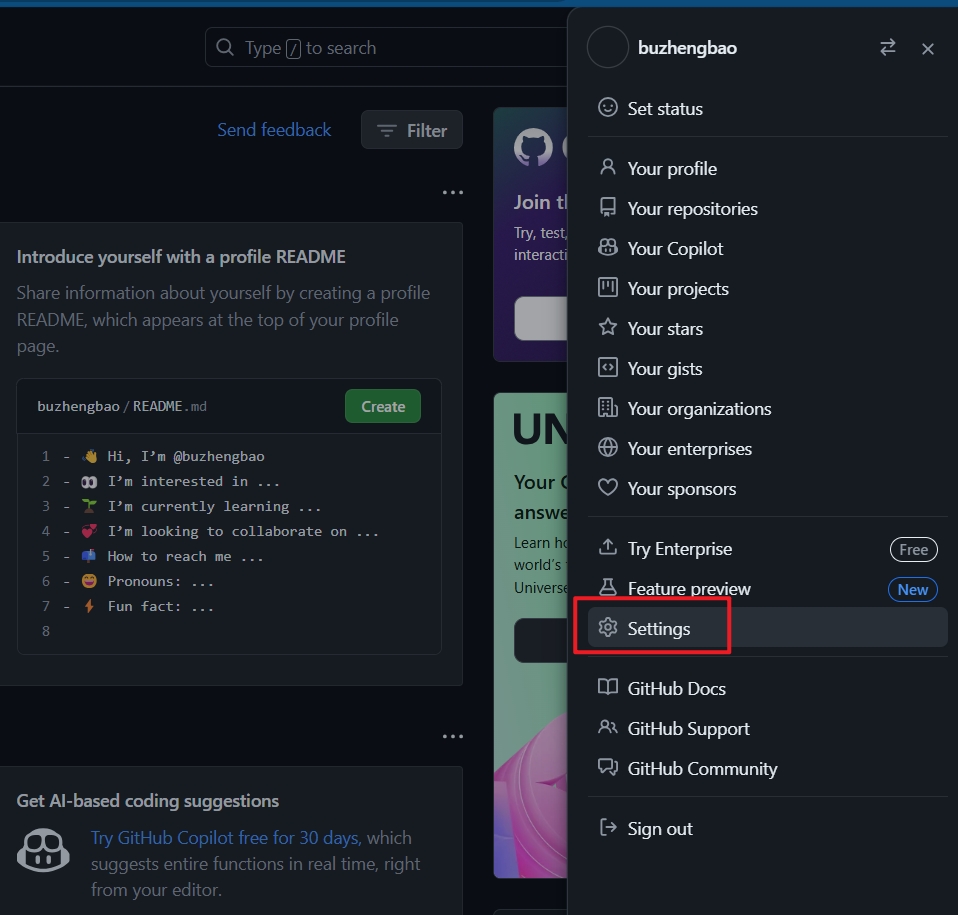 Type / to search
Send feedback
Filter
Introduce yourself with a profile README
Share information about yourself by creating a profile
README, which appears at the top of your profile
page.
buzhengbao/README.md
Create
1 - 👋 Hi, I’m @buzhengbao
2 - 👀 I’m interested in ...
3 - 🌱 I’m currently learning ...
4 - 💞️ I’m looking to collaborate on ...
5 - 📫 How to reach me ...
6 - 😄 Pronouns: ...
7 - ⚡ Fun fact: ...
8
Get AI-based coding suggestions
Try GitHub Copilot free for 30 days, which
suggests entire functions in real time, right
from your editor.
Join
Try, test,
UN
Your
Learn
Universe
buzhengbao
Set status
Your profile
Your repositories
Your Copilot
Your projects
Your stars
Your gists
Your organizations
Your enterprises
Your sponsors
Try Enterprise
Free
Feature preview
New
Settings
GitHub Docs
GitHub Support
GitHub Community
Sign out